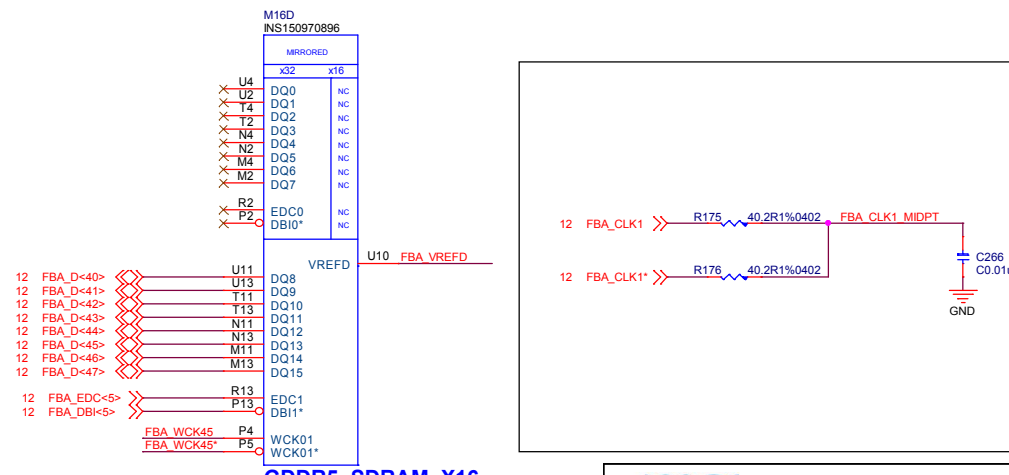 M16D
INS150970896
MIRRORED
x32 x16
U4 DQ0 NC
U2 DQ1 NC
T4 DQ2 NC
T2 DQ3 NC
N4 DQ4 NC
N2 DQ5 NC
M4 DQ6 NC
M2 DQ7 NC
R2 EDC0 NC
P2 DBI0* NC
VREFD U10 FBA_VREFD
12 FBA_D<40> U11 DQ8
12 FBA_D<41> U13 DQ9
12 FBA_D<42> T11 DQ10
12 FBA_D<43> T13 DQ11
12 FBA_D<44> N11 DQ12
12 FBA_D<45> N13 DQ13
12 FBA_D<46> M11 DQ14
12 FBA_D<47> M13 DQ15
12 FBA_EDC<5> R13 EDC1
12 FBA_DBI<5> P13 DBI1*
FBA_WCK45 P4 WCK01
FBA_WCK45* P5 WCK01*
GDDR5 SDRAM X16
12 FBA_CLK1 R175 40.2R1%0402 FBA_CLK1_MIDPT
12 FBA_CLK1* R176 40.2R1%0402
C266
C0.01u
GND